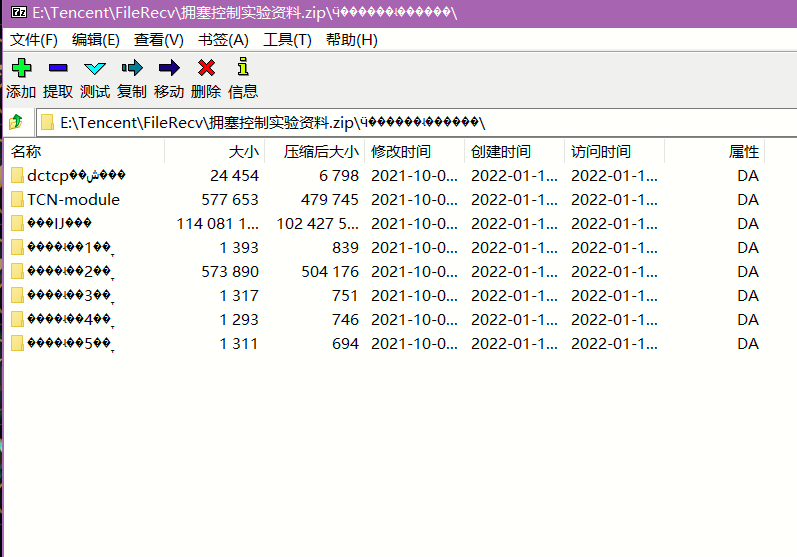 E:\Tencent\FileRecv\拥塞控制实验资料.zip\ӵ������ʵ������\
文件(F) 编辑(E) 查看(V) 书签(A) 工具(T) 帮助(H)
添加 提取 测试 复制 移动 删除 信息
E:\Tencent\FileRecv\拥塞控制实验资料.zip\ӵ������ʵ������\
名称 大小 压缩后大小 修改时间 创建时间 访问时间 属性
dctcp��ش��� 24 454 6 798 2021-10-0... 2022-01-1... 2022-01-1... DA
TCN-module 577 653 479 745 2021-10-0... 2022-01-1... 2022-01-1... DA
���Ĳ��� 114 081 1... 102 427 5... 2021-10-0... 2022-01-1... 2022-01-1... DA
����ʵ��1��ָ 1 393 839 2021-10-0... 2022-01-1... 2022-01-1... DA
����ʵ��2��ָ 573 890 504 176 2021-10-0... 2022-01-1... 2022-01-1... DA
����ʵ��3��ָ 1 317 751 2021-10-0... 2022-01-1... 2022-01-1... DA
����ʵ��4��ָ 1 293 746 2021-10-0... 2022-01-1... 2022-01-1... DA
����ʵ��5��ָ 1 311 694 2021-10-0... 2022-01-1... 2022-01-1... DA